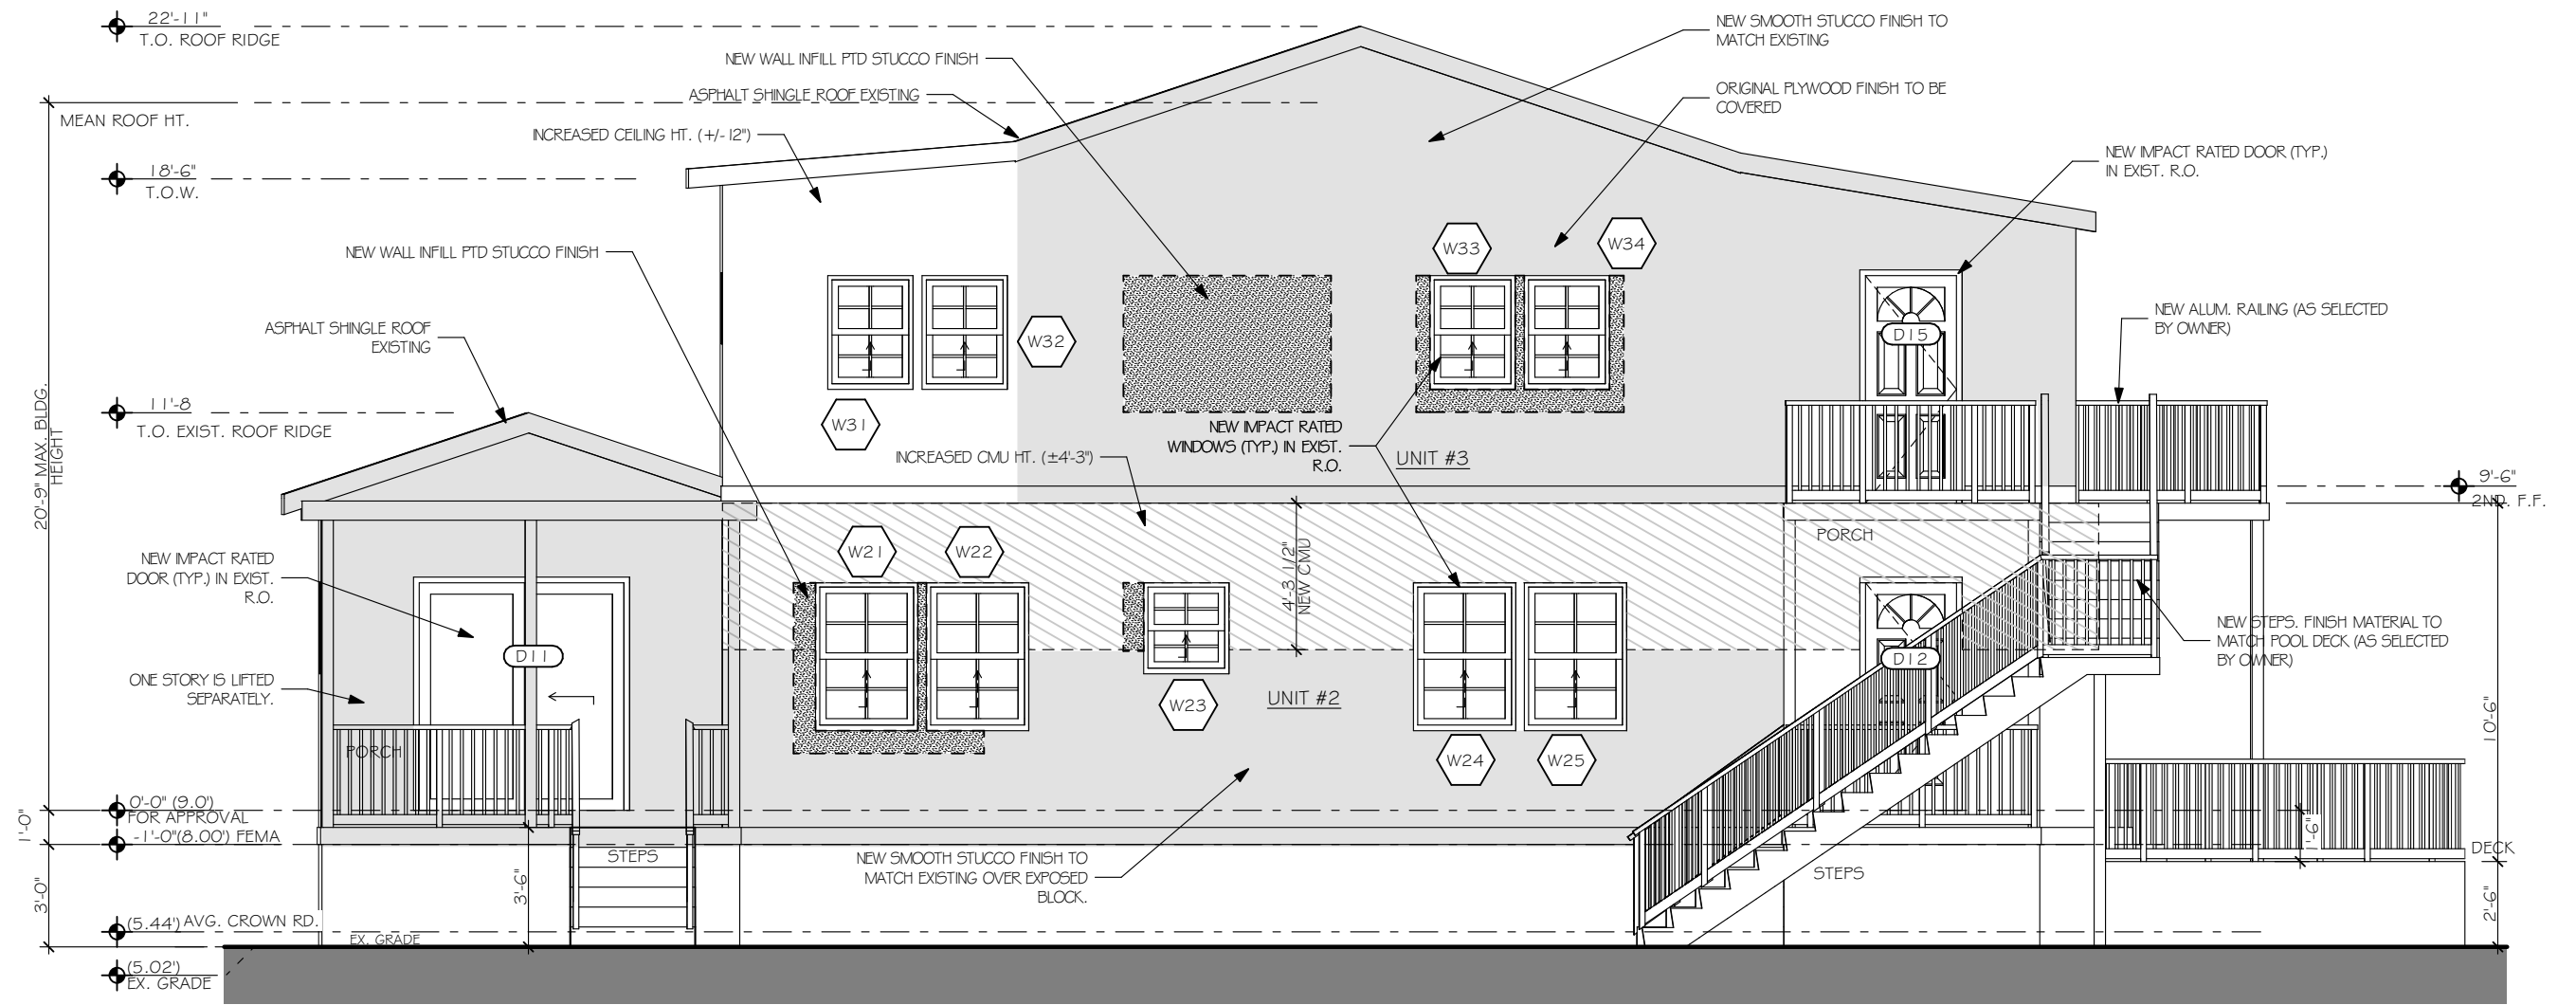 22'-11"
T.O. ROOF RIDGE
NEW SMOOTH STUCCO FINISH TO
MATCH EXISTING
NEW WALL INFILL PTD STUCCO FINISH
ASPHALT SHINGLE ROOF EXISTING
ORIGINAL PLYWOOD FINISH TO BE
COVERED
MEAN ROOF HT.
INCREASED CEILING HT. (+/-12")
NEW IMPACT RATED DOOR (TYP.)
IN EXIST. R.O.
18'-6"
T.O.W.
NEW WALL INFILL PTD STUCCO FINISH
W33
W34
ASPHALT SHINGLE ROOF
EXISTING
W32
D15
NEW ALUM. RAILING (AS SELECTED
BY OWNER)
20'-9" MAX. BLDG.
HEIGHT
11'-8
T.O. EXIST. ROOF RIDGE
W31
NEW IMPACT RATED
WINDOWS (TYP.) IN EXIST.
R.O.
UNIT #3
INCREASED CMU HT. (±4'-3")
9'-6"
2ND. F.F.
NEW IMPACT RATED
DOOR (TYP.) IN EXIST.
R.O.
W21
W22
4'-3 1/2"
NEW CMU
PORCH
NEW STEPS. FINISH MATERIAL TO
MATCH POOL DECK (AS SELECTED
BY OWNER)
D11
D12
ONE STORY IS LIFTED
SEPARATELY.
UNIT #2
W23
PORCH
W24
W25
10'-6"
0'-0" (9.0')
FOR APPROVAL
1'-0"
-1'-0"(8.00') FEMA
STEPS
1'-6"
DECK
NEW SMOOTH STUCCO FINISH TO
MATCH EXISTING OVER EXPOSED
BLOCK.
STEPS
3'-0"
3'-6"
2'-6"
(5.44') AVG. CROWN RD.
EX. GRADE
(5.02')
EX. GRADE